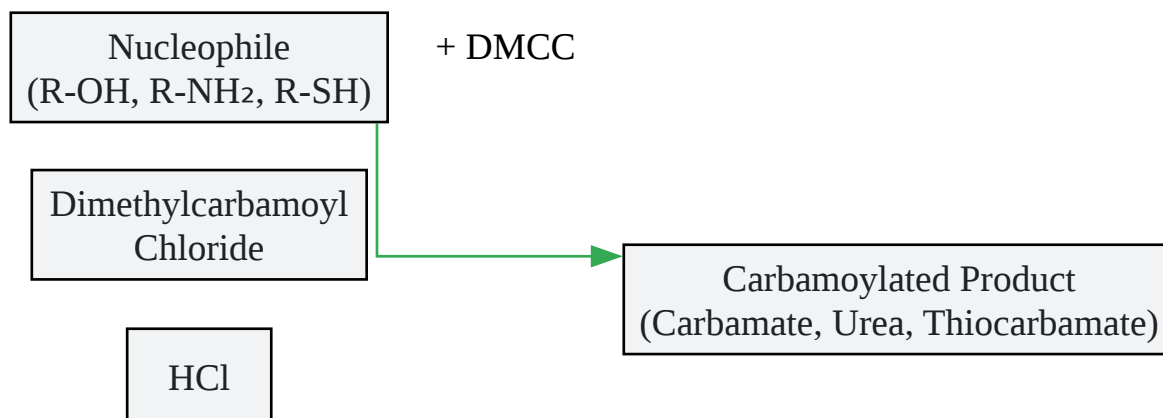 Nucleophile
(R-OH, R-NH₂, R-SH)
+ DMCC
Dimethylcarbamoyl
Chloride
Carbamoylated Product
(Carbamate, Urea, Thiocarbamate)
HCl